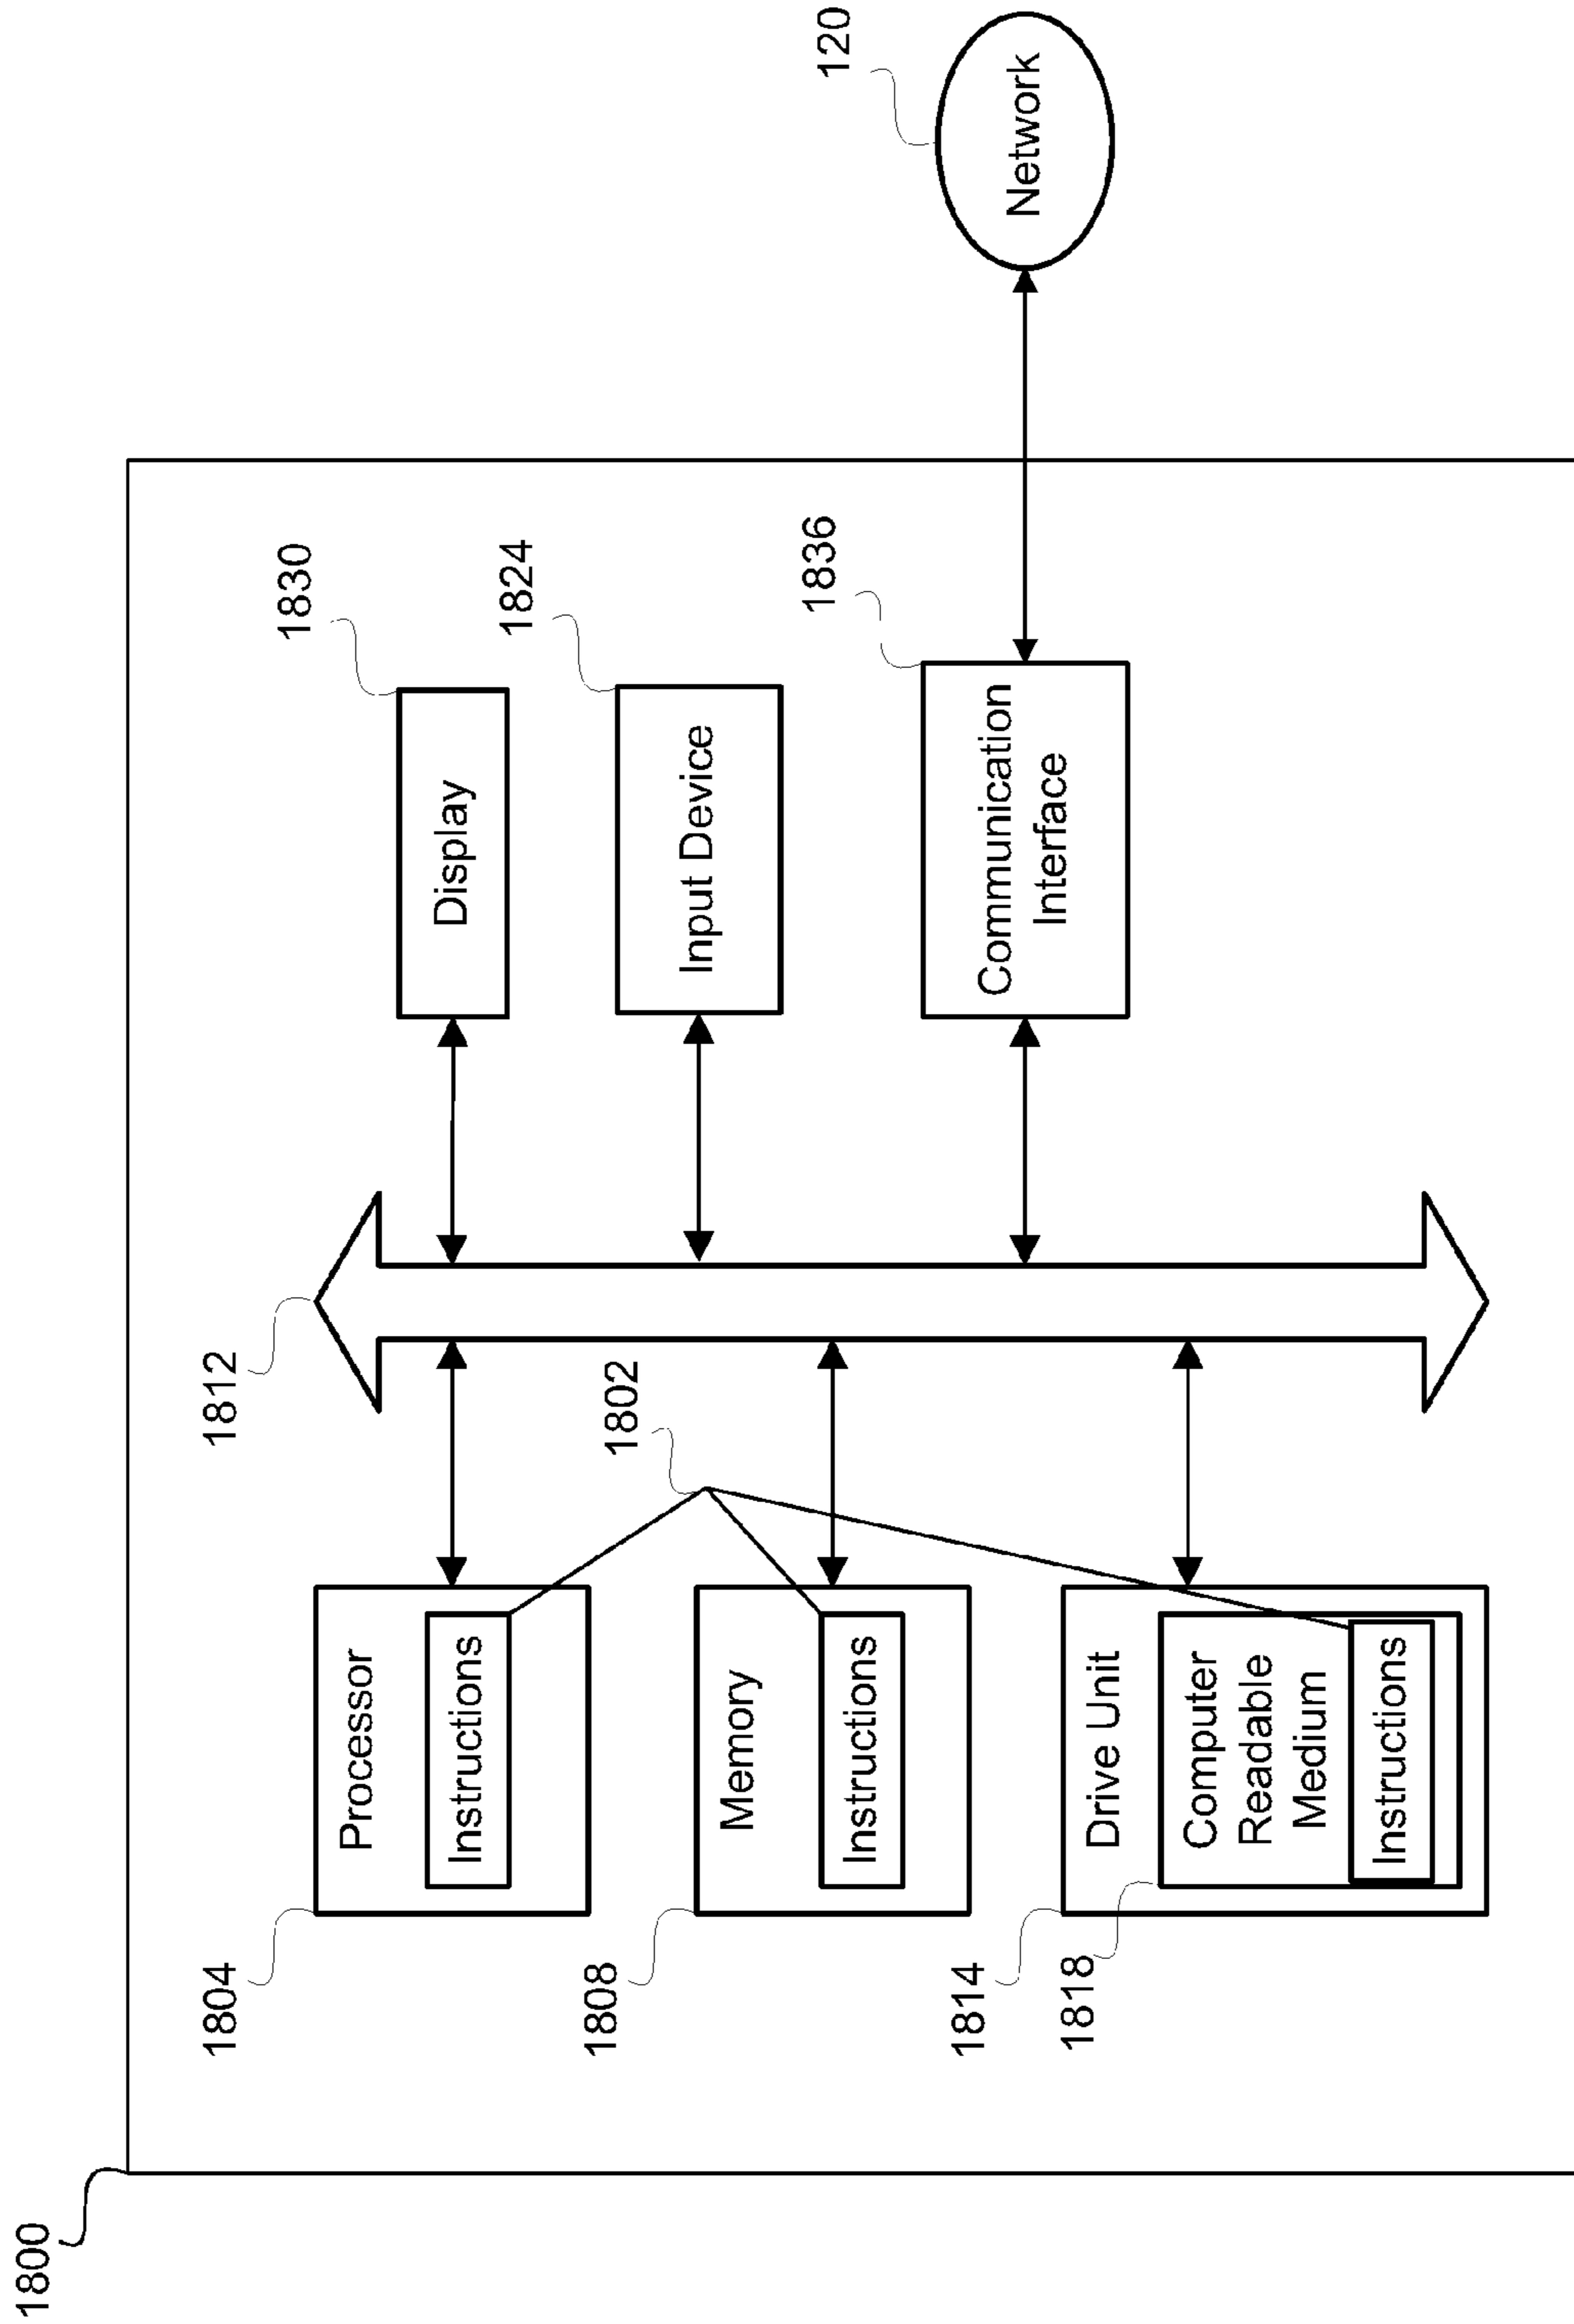 1800
1804
Processor
Instructions
1812
1830
Display
1808
Memory
Instructions
1802
1824
Input Device
1814
1818
Drive Unit
Computer
Readable
Medium
Instructions
1836
Communication
Interface
120
Network